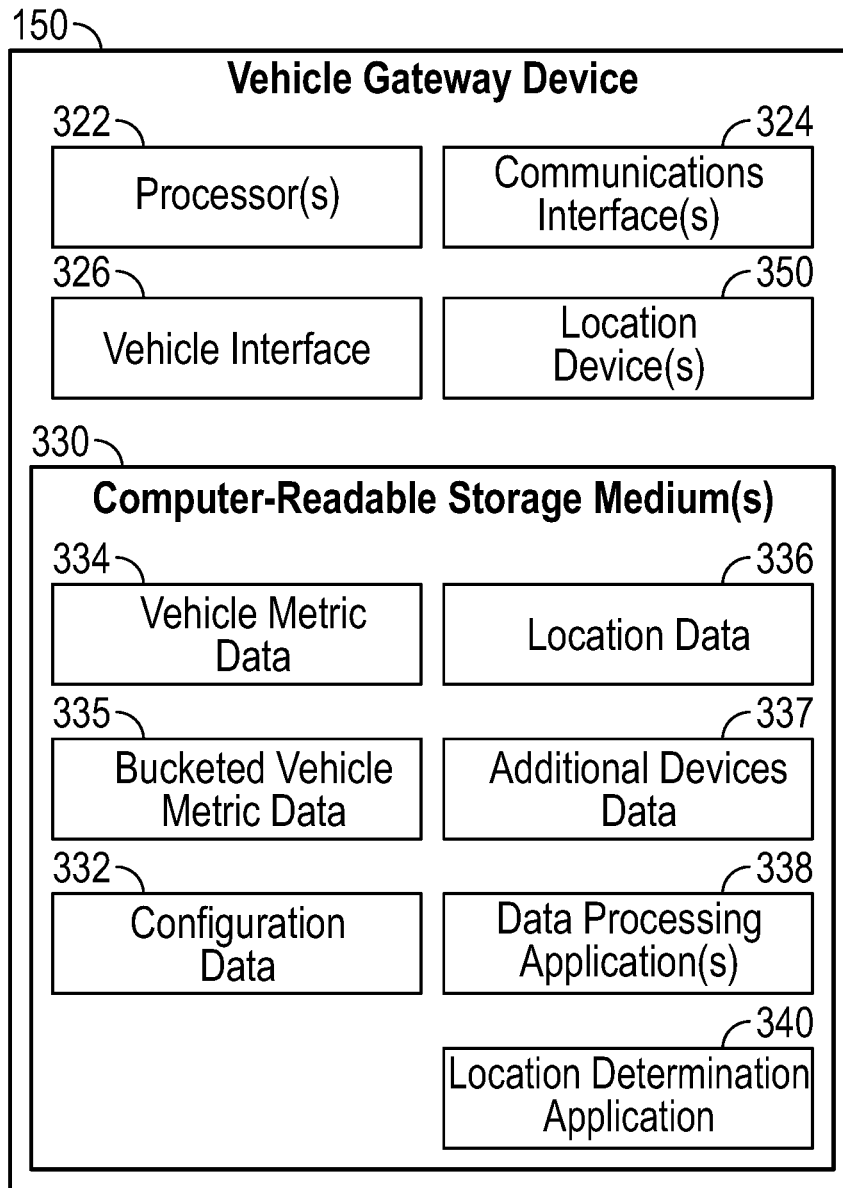 150
Vehicle Gateway Device
322
Processor(s)
324
Communications
Interface(s)
326
Vehicle Interface
350
Location
Device(s)
330
Computer-Readable Storage Medium(s)
334
Vehicle Metric
Data
336
Location Data
335
Bucketed Vehicle
Metric Data
337
Additional Devices
Data
332
Configuration
Data
338
Data Processing
Application(s)
340
Location Determination
Application